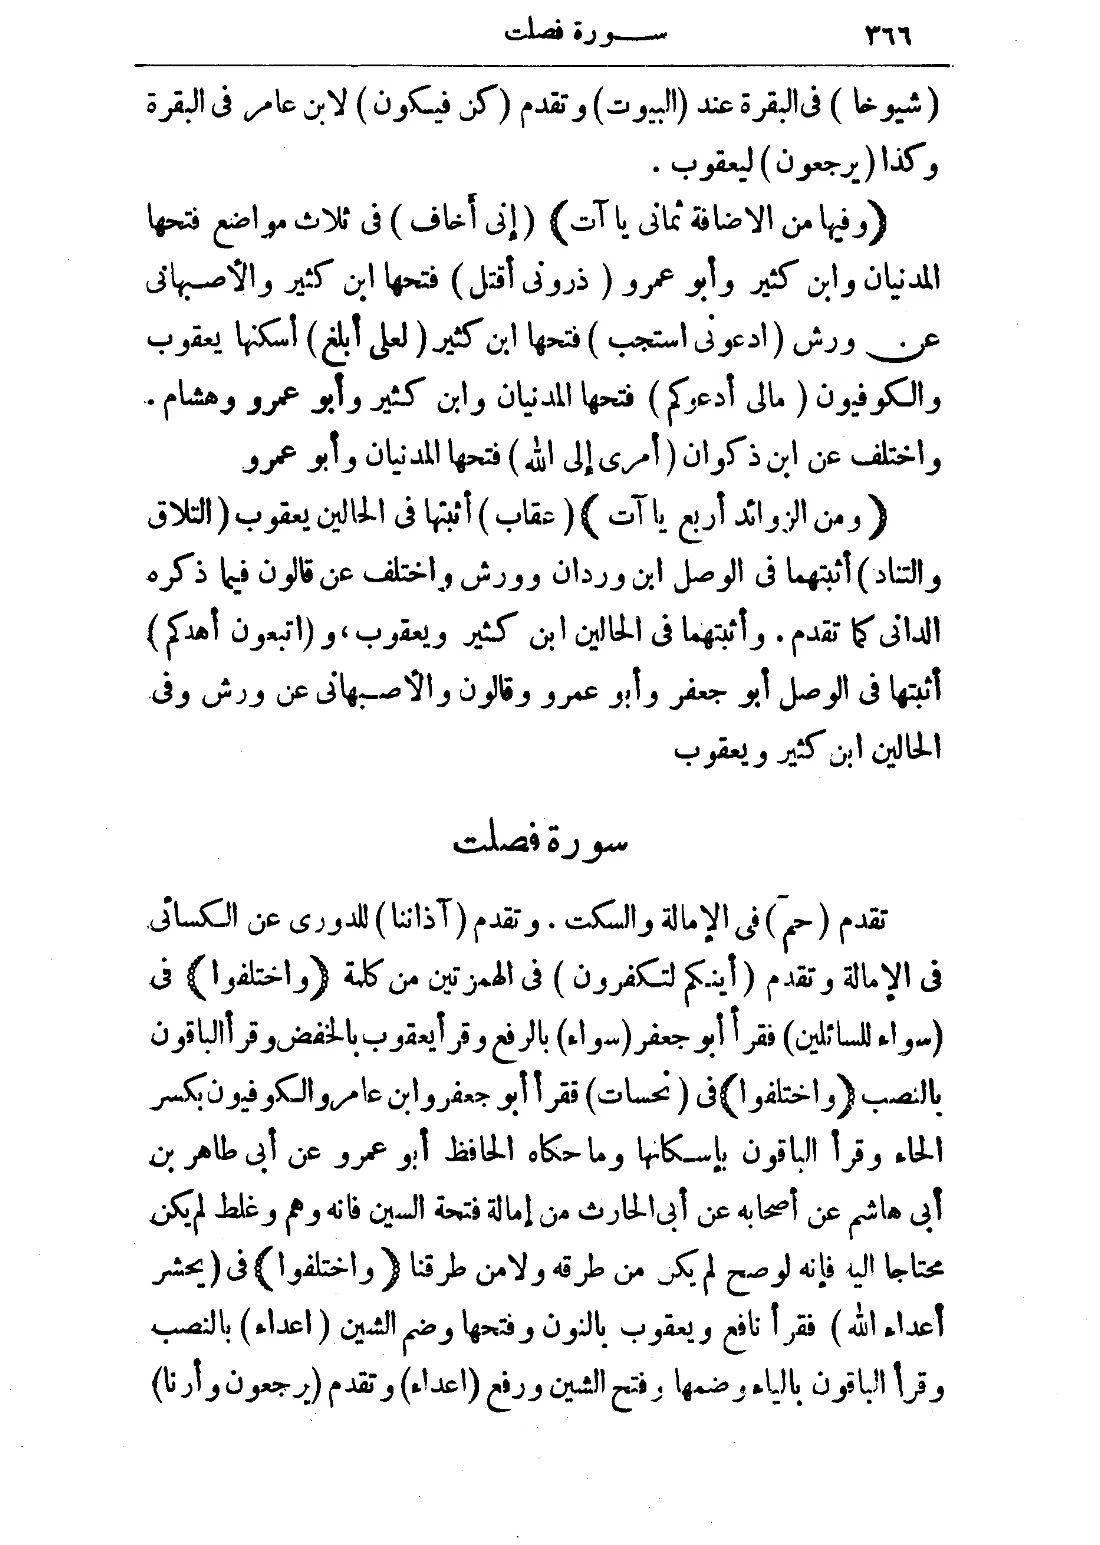 ٣٦٦ سورة فصلت
(شيوخا) فى البقرة عند (البيوت) وتقدم (كن فيكون) لابن عامر فى البقرة
وكذا (يرجعون) ليعقوب .
﴿وفيها من الاضافة ثمانى ياآت﴾ (إنى أخاف) فى ثلاث مواضع فتحها
المدنيان وابن كثير وأبو عمرو (ذرونى أقتل) فتحها ابن كثير والأصبهانى
عن ورش (ادعونى استجب) فتحها ابن كثير (لعلى أبلغ) أسكنها يعقوب
والكوفيون (مالى أدعوكم) فتحها المدنيان وابن كثير وأبو عمرو وهشام .
واختلف عن ابن ذكوان (أمرى إلى الله) فتحها المدنيان وأبو عمرو
﴿ومن الزوائد أربع ياآت﴾ (عقاب) أثبتها فى الحالين يعقوب (التلاق
والتناد) أثبتهما فى الوصل ابن وردان وورش واختلف عن قالون فيما ذكره
الدانى كما تقدم . وأثبتهما فى الحالين ابن كثير ويعقوب، و (اتبعون أهدكم)
أثبتها فى الوصل أبو جعفر وأبو عمرو وقالون والأصبهانى عن ورش وفى
الحالين ابن كثير ويعقوب
سورة فصلت
تقدم (حم) فى الإمالة والسكت . وتقدم (آذاننا) للدورى عن الكسائى
فى الإمالة وتقدم (أينكم لتكفرون) فى الهمزتين من كلمة ﴿واختلفوا﴾ فى
(سواء للسائلين) فقرأ أبو جعفر (سواء) بالرفع وقرأ يعقوب بالخفض وقرأ الباقون
بالنصب ﴿واختلفوا﴾ فى (نحسات) فقرأ أبو جعفر وابن عامر والكوفيون بكسر
الحاء وقرأ الباقون بإسكانها وما حكاه الحافظ أبو عمرو عن أبى طاهر بن
أبى هاشم عن أصحابه عن أبى الحارث من إمالة فتحة السين فانه وهم وغلط لم يكن
محتاجا اليه فإنه لو صح لم يكن من طرقه ولا من طرقنا ﴿واختلفوا﴾ فى (يحشر
أعداء الله) فقرأ نافع ويعقوب بالنون وفتحها وضم الشين (اعداء) بالنصب
وقرأ الباقون بالياء وضمها وفتح الشين ورفع (اعداء) وتقدم (يرجعون وأرنا)